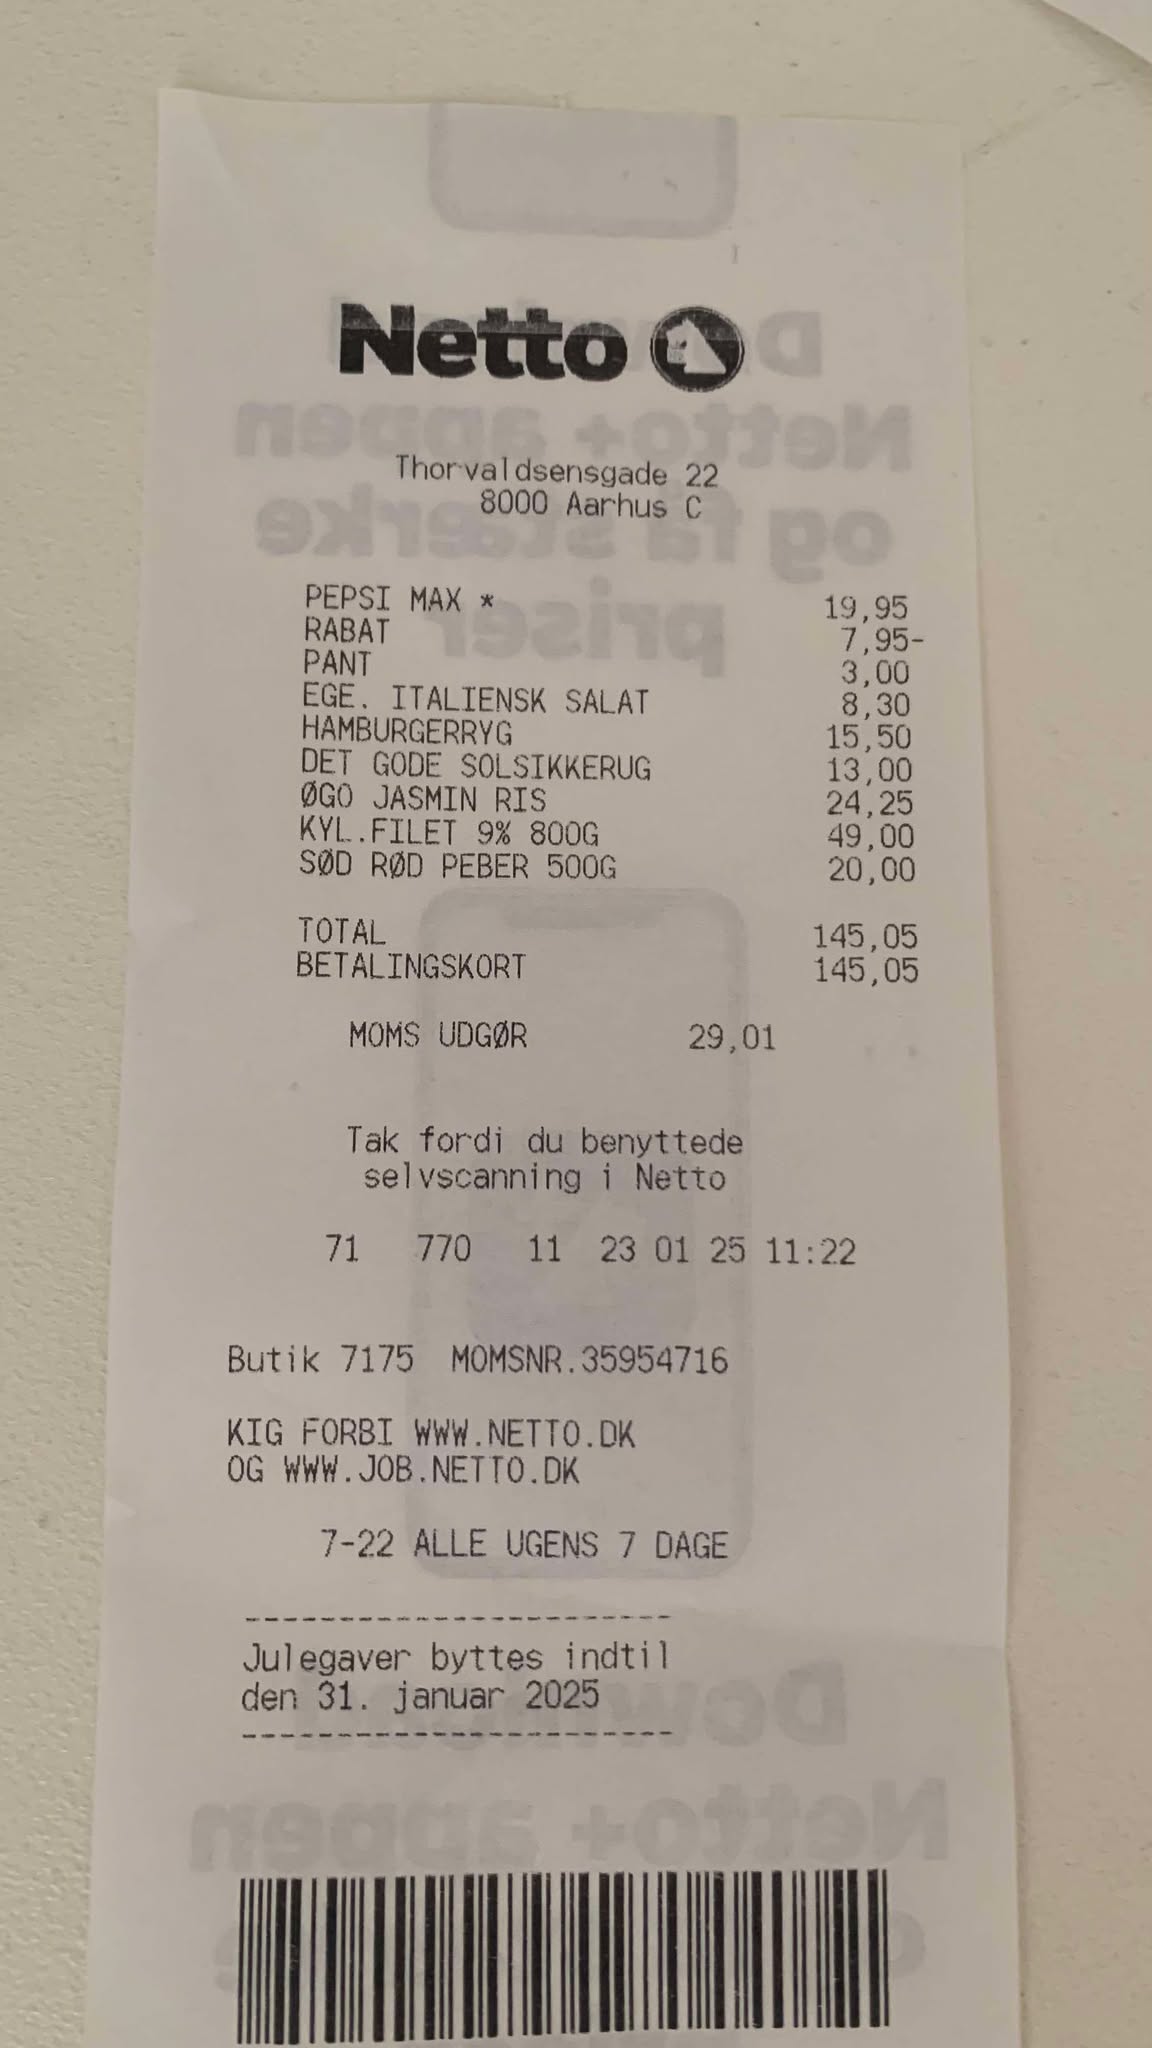 Netto
Thorvaldsensgade 22
8000 Aarhus C
PEPSI MAX * 19,95
RABAT 7,95-
PANT 3,00
EGE. ITALIENSK SALAT 8,30
HAMBURGERRYG 15,50
DET GODE SOLSIKKERUG 13,00
ØGO JASMIN RIS 24,25
KYL.FILET 9% 800G 49,00
SØD RØD PEBER 500G 20,00
TOTAL 145,05
BETALINGSKORT 145,05
MOMS UDGØR 29,01
Tak fordi du benyttede
selvscanning i Netto
71 770 11 23 01 25 11:22
Butik 7175 MOMSNR.35954716
KIG FORBI WWW.NETTO.DK
OG WWW.JOB.NETTO.DK
7-22 ALLE UGENS 7 DAGE
-----------------------
Julegaver byttes indtil
den 31. januar 2025
-----------------------